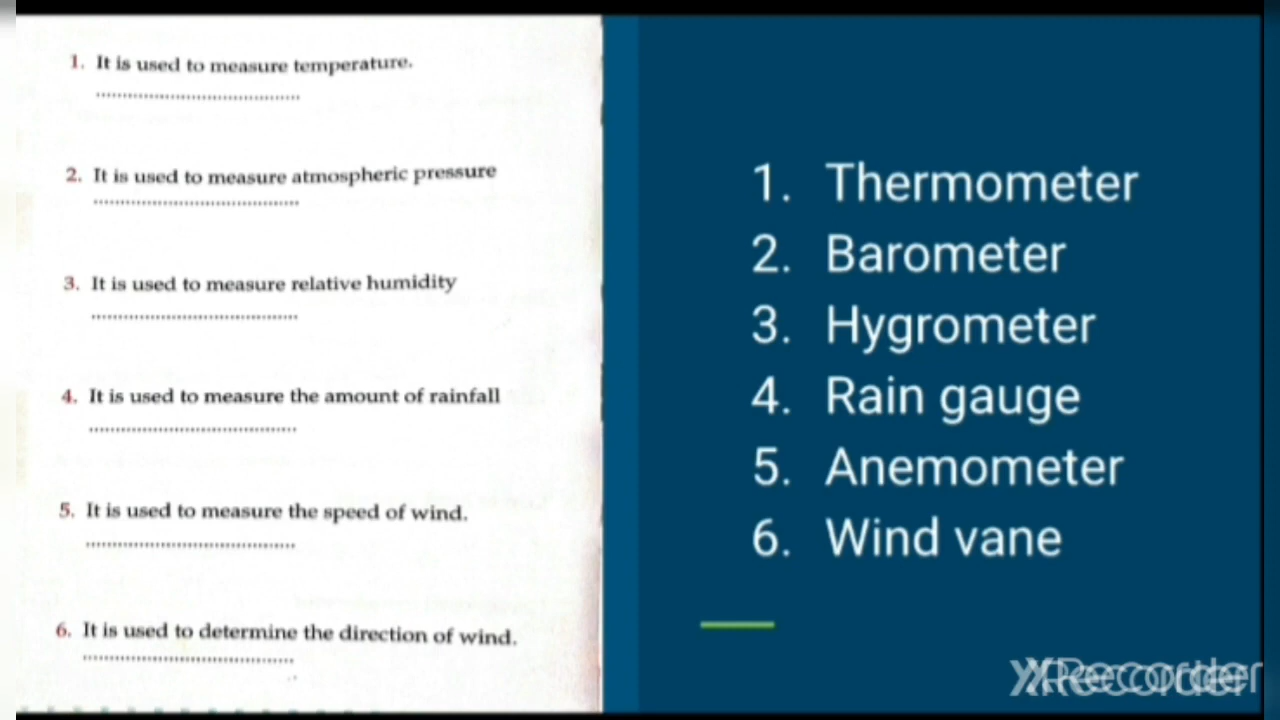 1. It is used to measure temperature.
........................................
2. It is used to measure atmospheric pressure
........................................
3. It is used to measure relative humidity
........................................
4. It is used to measure the amount of rainfall
........................................
5. It is used to measure the speed of wind.
........................................
6. It is used to determine the direction of wind.
........................................
1. Thermometer
2. Barometer
3. Hygrometer
4. Rain gauge
5. Anemometer
6. Wind vane
XRecorder